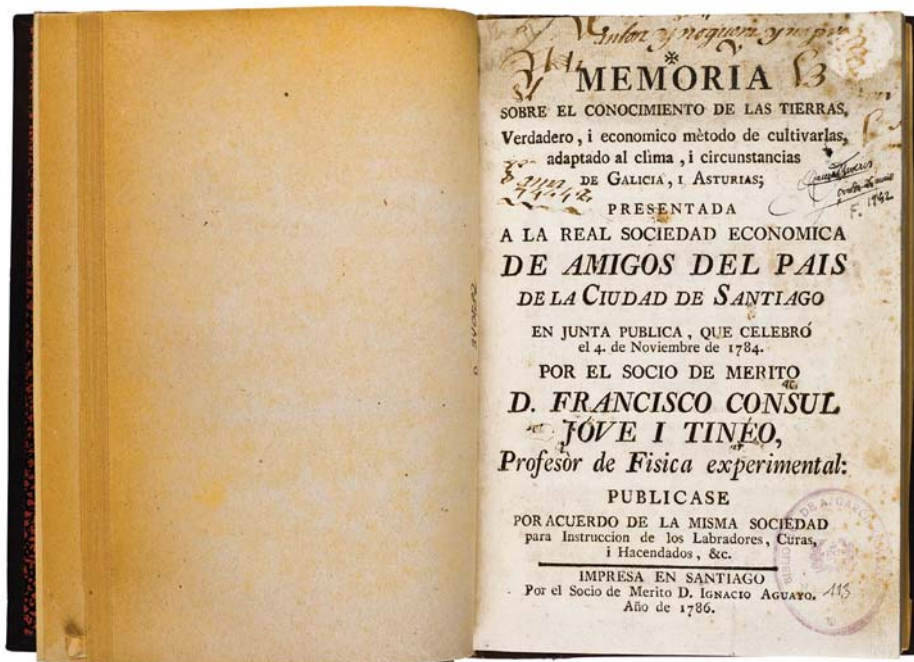 MEMORIA
SOBRE EL CONOCIMIENTO DE LAS TIERRAS,
Verdadero, i economico mètodo de cultivarlas,
adaptado al clima, i circunstancias
DE GALICIA, I ASTURIAS;
PRESENTADA
A LA REAL SOCIEDAD ECONOMICA
DE AMIGOS DEL PAIS
DE LA CIUDAD DE SANTIAGO
EN JUNTA PUBLICA, QUE CELEBRÓ
el 4. de Noviembre de 1784.
POR EL SOCIO DE MERITO
D. FRANCISCO CONSUL
JÓVE I TINÉO,
Profesòr de Fisica experimental:
PUBLICASE
POR ACUERDO DE LA MISMA SOCIEDAD
para Instruccion de los Labradores, Curas,
i Hacendados, &c.
IMPRESA EN SANTIAGO
Por el Socio de Merito D. IGNACIO AGUAYO.
Año de 1786.
F. 1942
113